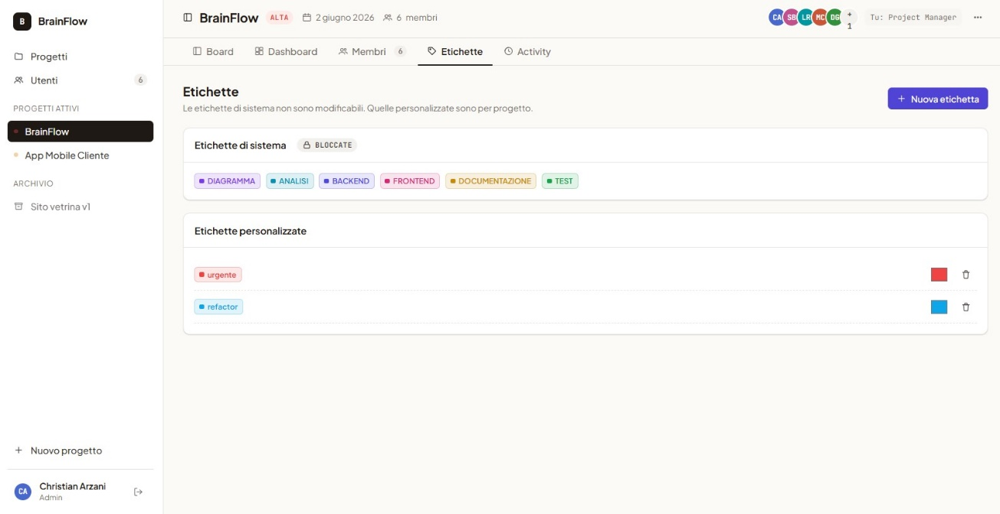 B BrainFlow
Progetti
Utenti 6
PROGETTI ATTIVI
BrainFlow
App Mobile Cliente
ARCHIVIO
Sito vetrina v1
Nuovo progetto
CA Christian Arzani
Admin
BrainFlow ALTA 2 giugno 2026 6 membri CA SB LR MC DG +1 Tu: Project Manager
Board Dashboard Membri 6 Etichette Activity
Etichette
Le etichette di sistema non sono modificabili. Quelle personalizzate sono per progetto.
+ Nuova etichetta
Etichette di sistema BLOCCATE
DIAGRAMMA ANALISI BACKEND FRONTEND DOCUMENTAZIONE TEST
Etichette personalizzate
urgente
refactor